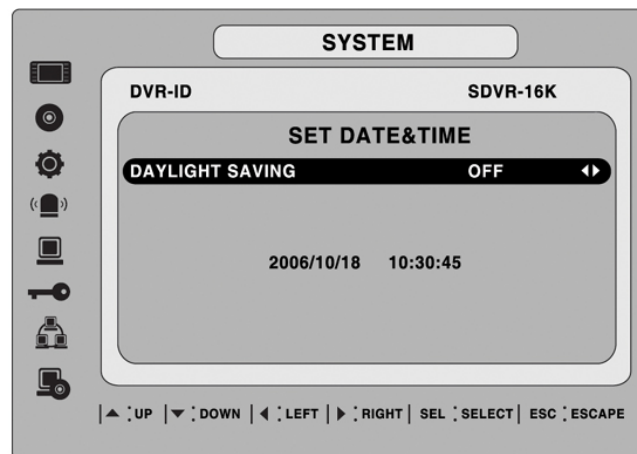 SYSTEM
DVR-ID SDVR-16K
SET DATE&TIME
DAYLIGHT SAVING OFF
2006/10/18 10:30:45
UP DOWN LEFT RIGHT SEL SELECT ESC ESCAPE